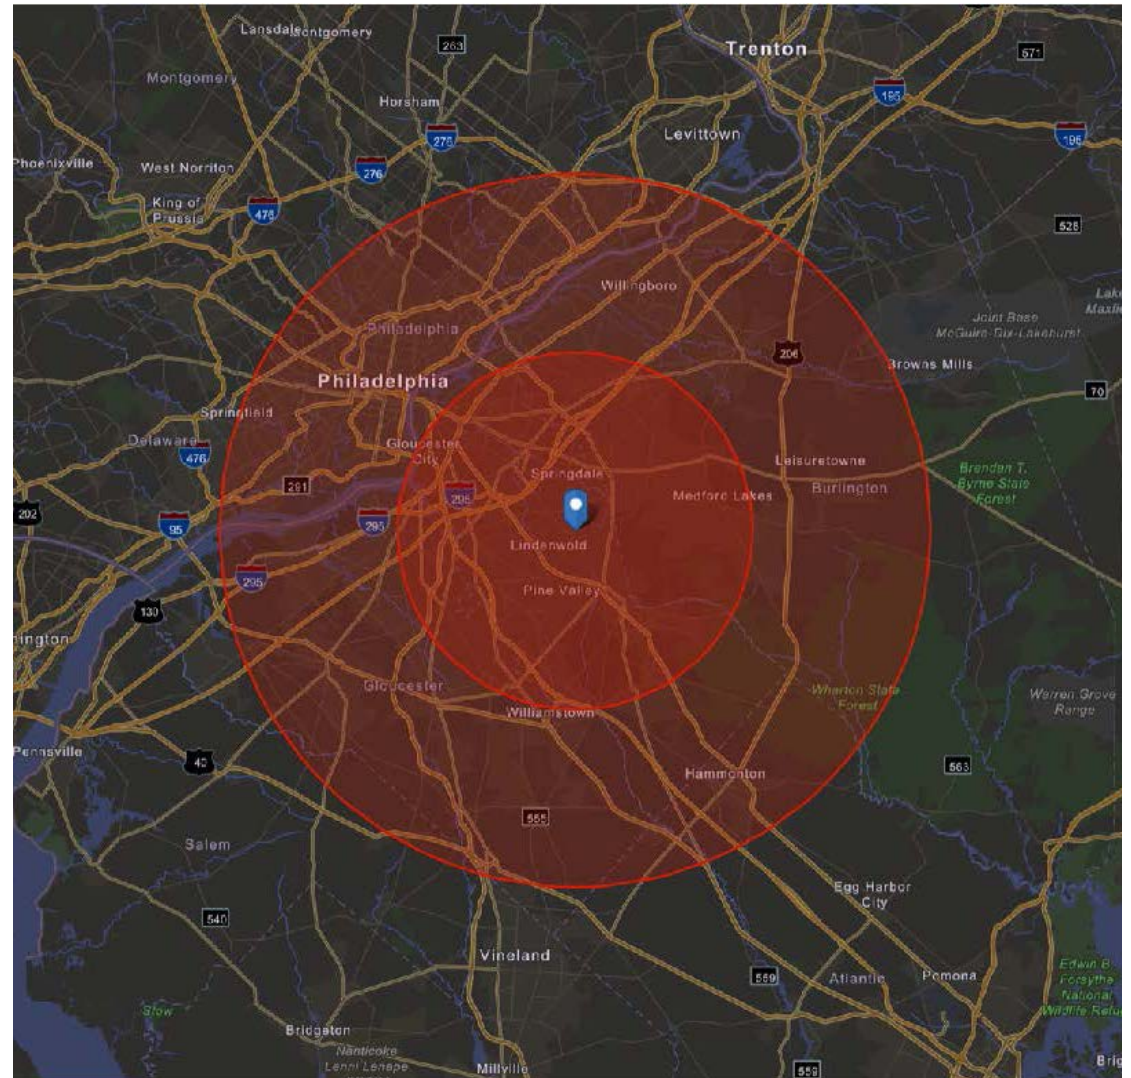 Lansdale
Montgomery
263
Trenton
571
Montgomery
Horsham
195
276
Levittown
195
Phoenixville
West Norriton
276
King of
Prussia
476
528
Willingboro
Joint Base
McGuire-Dix-Lakehurst
Philadelphia
206
Browns Mills
Philadelphia
70
Springfield
Delaware
Gloucester
City
476
Springdale
Leisuretowne
Brendan T.
Byrne State
Forest
291
295
Medford Lakes
Burlington
202
95
295
Lindenwold
295
Pine Valley
130
ington
Gloucester
Wharton State
Forest
Warren Grove
Range
Williamstown
Pennsville
40
563
Hammonton
555
Salem
Egg Harbor
City
540
Vineland
559
Atlantic
Pomona
Edwin B.
Forsythe
National
Wildlife Refu
Stow
Bridgeton
Nanticoke
Lenni Lenape
Millville
559
Brig